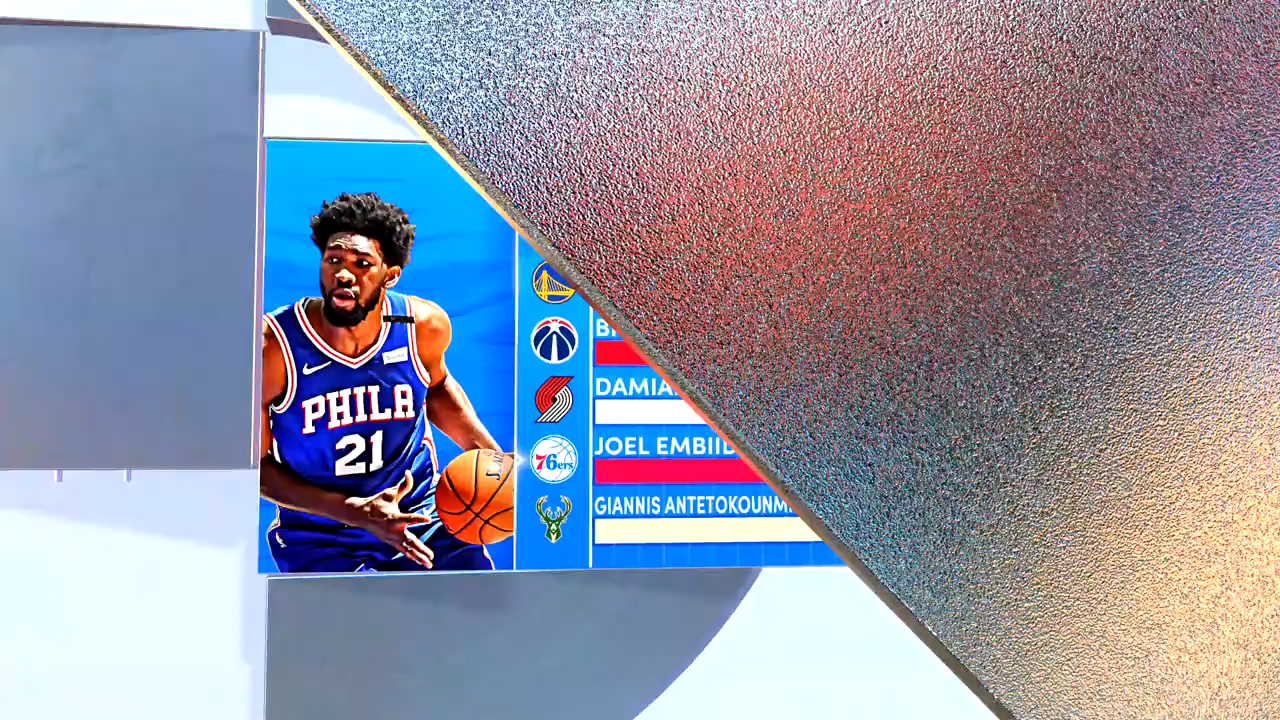 PHILA
21
76ers
B
DAMIA
JOEL EMBIID
GIANNIS ANTETOKOUNM